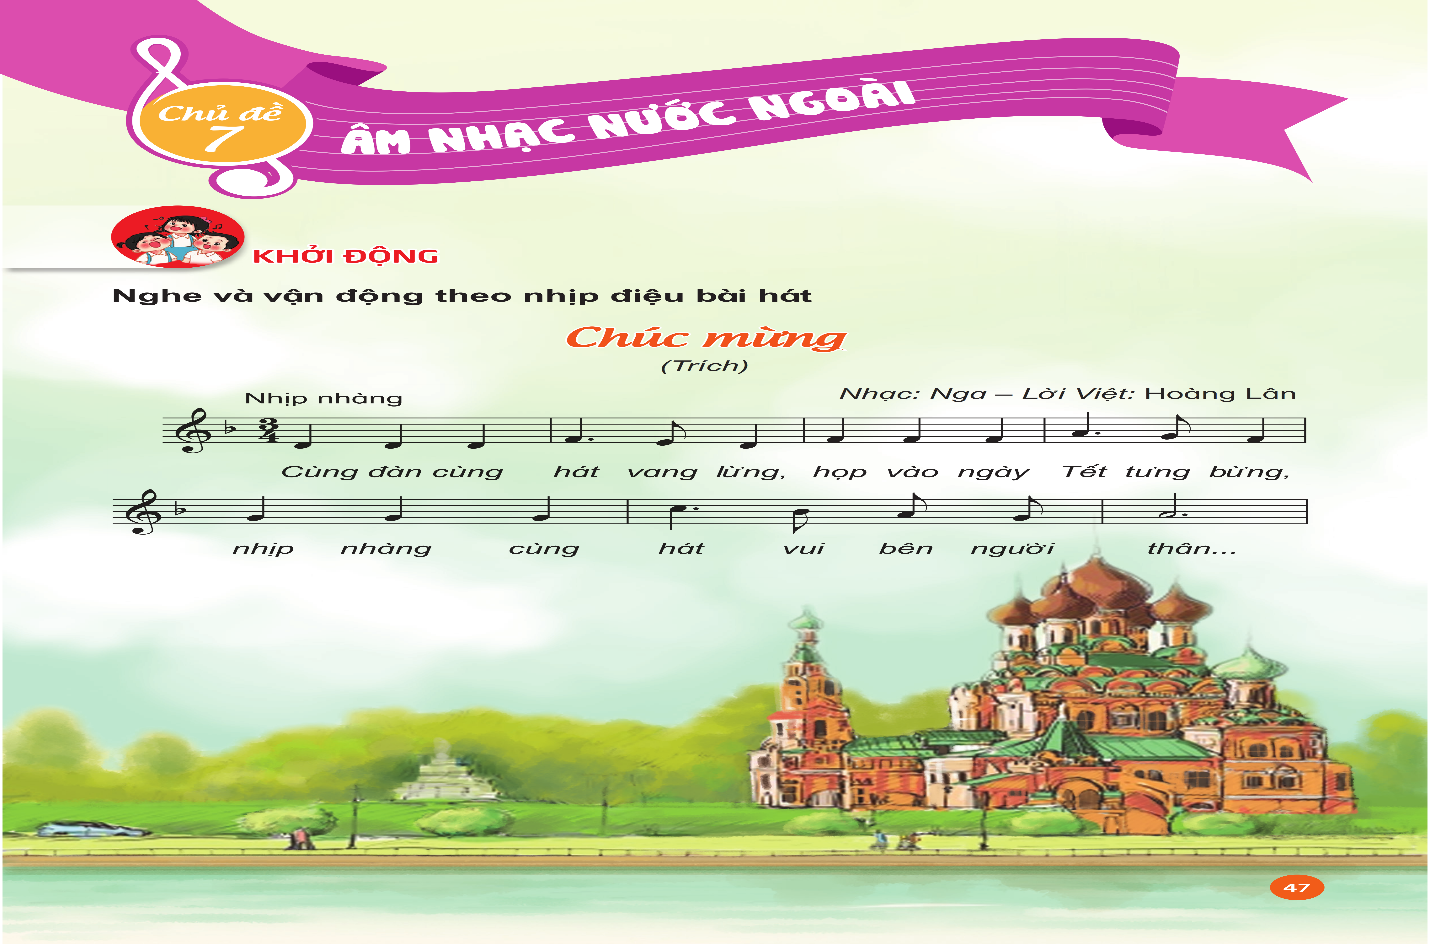 Chủ đề
7
ÂM NHẠC NƯỚC NGOÀI
KHỞI ĐỘNG
Nghe và vận động theo nhịp điệu bài hát
Chúc mừng
(Trích)
Nhịp nhàng
Nhạc: Nga – Lời Việt: Hoàng Lân
3
4
Cùng đàn cùng hát vang lừng, họp vào ngày Tết tưng bừng,
nhịp nhàng cùng hát vui bên người thân...
47